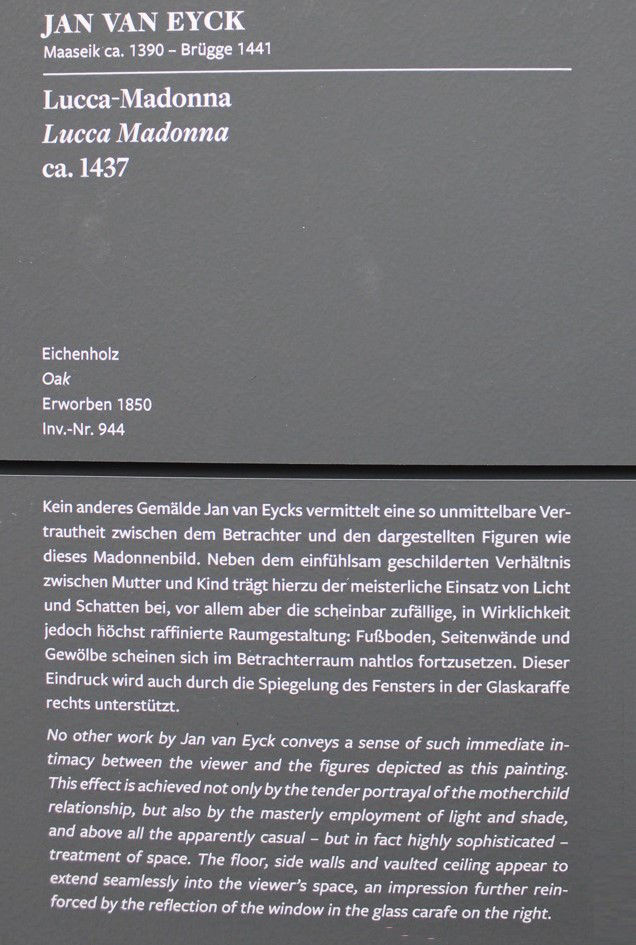 JAN VAN EYCK
Maaseik ca. 1390 – Brügge 1441
Lucca-Madonna
Lucca Madonna
ca. 1437
Eichenholz
Oak
Erworben 1850
Inv.-Nr. 944
Kein anderes Gemälde Jan van Eycks vermittelt eine so unmittelbare Ver-
trautheit zwischen dem Betrachter und den dargestellten Figuren wie
dieses Madonnenbild. Neben dem einfühlsam geschilderten Verhältnis
zwischen Mutter und Kind trägt hierzu der meisterliche Einsatz von Licht
und Schatten bei, vor allem aber die scheinbar zufällige, in Wirklichkeit
jedoch höchst raffinierte Raumgestaltung: Fußboden, Seitenwände und
Gewölbe scheinen sich im Betrachterraum nahtlos fortzusetzen. Dieser
Eindruck wird auch durch die Spiegelung des Fensters in der Glaskaraffe
rechts unterstützt.
No other work by Jan van Eyck conveys a sense of such immediate in-
timacy between the viewer and the figures depicted as this painting.
This effect is achieved not only by the tender portrayal of the motherchild
relationship, but also by the masterly employment of light and shade,
and above all the apparently casual – but in fact highly sophisticated –
treatment of space. The floor, side walls and vaulted ceiling appear to
extend seamlessly into the viewer's space, an impression further rein-
forced by the reflection of the window in the glass carafe on the right.